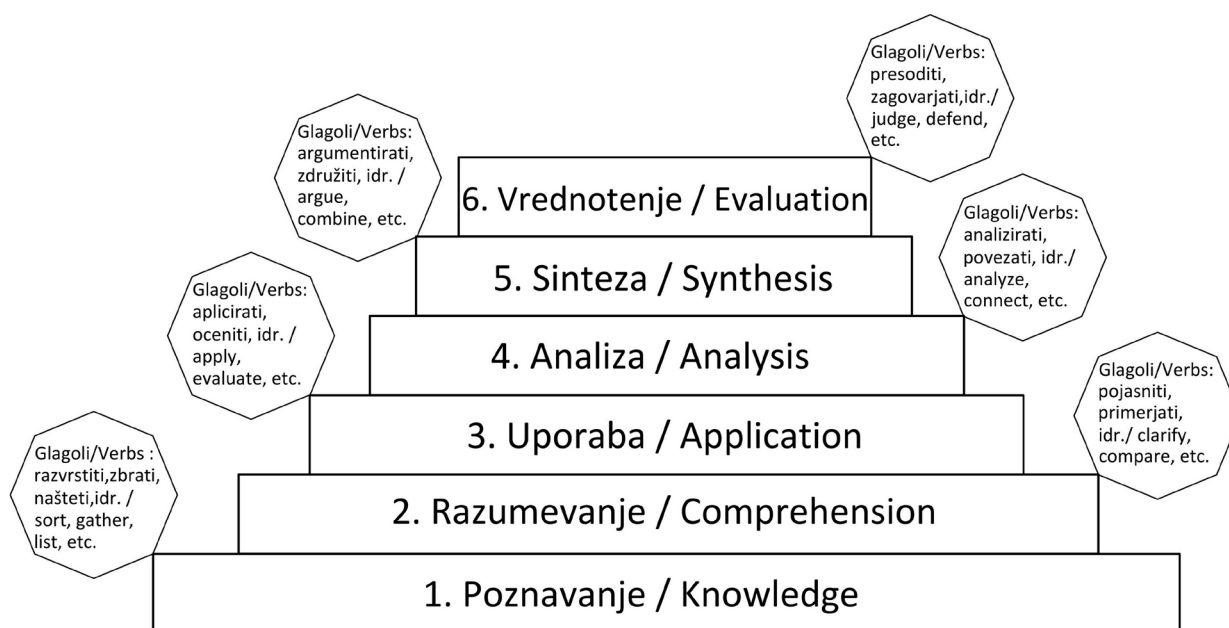 Glagoli/Verbs:
presoditi,
zagovarjati,idr./
judge, defend,
etc.
6. Vrednotenje / Evaluation
Glagoli/Verbs:
argumentirati,
združiti, idr. /
argue,
combine, etc.
5. Sinteza / Synthesis
Glagoli/Verbs:
analizirati,
povezati, idr./
analyze,
connect, etc.
4. Analiza / Analysis
Glagoli/Verbs:
aplicirati,
oceniti, idr. /
apply,
evaluate, etc.
3. Uporaba / Application
Glagoli/Verbs:
pojasniti,
primerjati,
idr./ clarify,
compare, etc.
2. Razumevanje / Comprehension
Glagoli/Verbs :
razvrstiti,zbrati,
našteti,idr. /
sort, gather,
list, etc.
1. Poznavanje / Knowledge